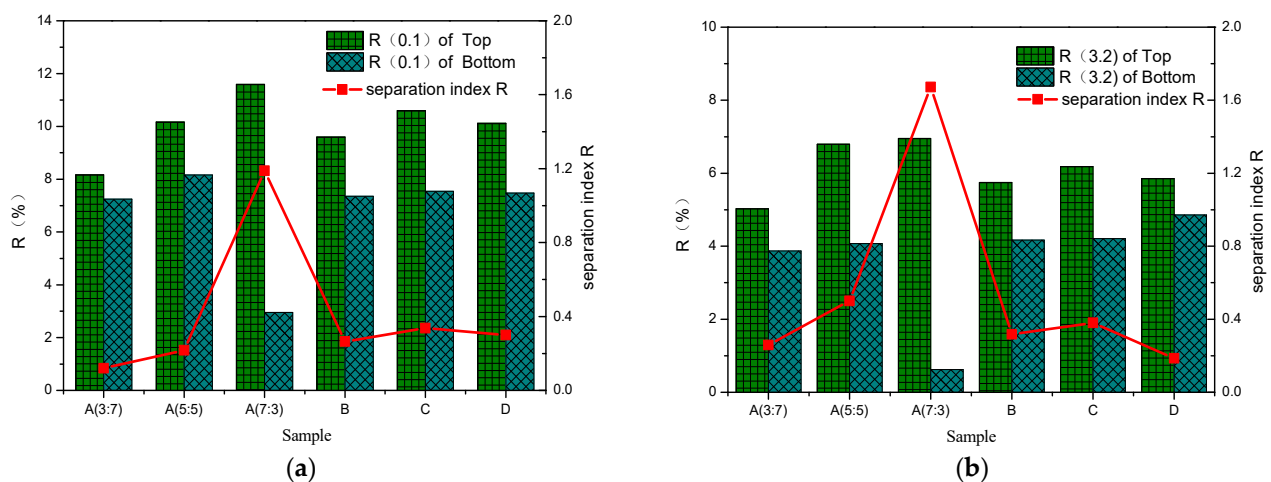 R（0.1）of Top
R（0.1）of Bottom
separation index R
14
12
10
8
6
4
2
0
R（%）
2.0
1.6
1.2
0.8
0.4
0.0
separation index R
A(3:7) A(5:5) A(7:3) B C D
Sample
(a)
R（3.2) of Top
R（3.2) of Bottom
separation index R
10
8
6
4
2
0
R（%）
2.0
1.6
1.2
0.8
0.4
0.0
separation index R
A(3:7) A(5:5) A(7:3) B C D
Sample
(b)